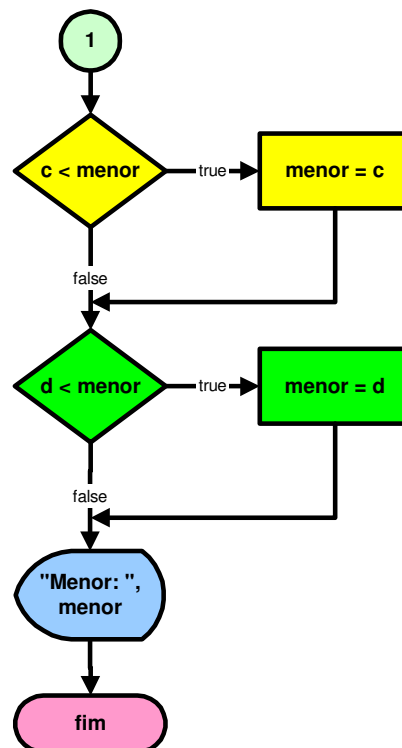 1
c < menor
true
menor = c
false
d < menor
true
menor = d
false
"Menor: ",
menor
fim